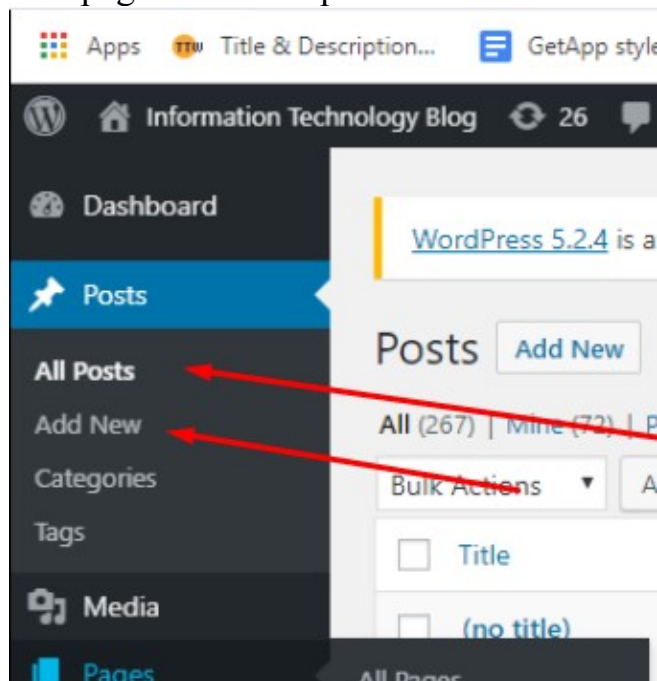 Apps TTW Title & Description... GetApp style
Information Technology Blog 26
Dashboard
WordPress 5.2.4 is a
Posts
Posts Add New
All Posts
Add New
All (267) | Mine (72) | P
Categories
Bulk Actions A
Tags
Title
Media
(no title)
Pages
All Pages